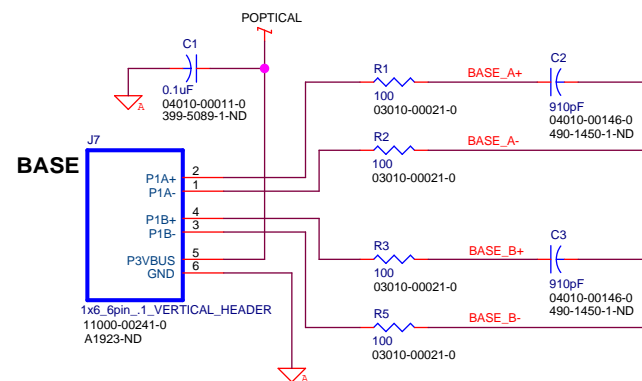 POPTICAL
C1
0.1uF
04010-00011-0
399-5089-1-ND
A
R1
100
03010-00021-0
BASE_A+
C2
910pF
04010-00146-0
490-1450-1-ND
J7
BASE
P1A+ 2
P1A- 1
P1B+ 4
P1B- 3
P3VBUS 5
GND 6
R2
100
03010-00021-0
BASE_A-
R3
100
03010-00021-0
BASE_B+
C3
910pF
04010-00146-0
490-1450-1-ND
1x6_6pin_.1_VERTICAL_HEADER
11000-00241-0
A1923-ND
R5
100
03010-00021-0
BASE_B-
A